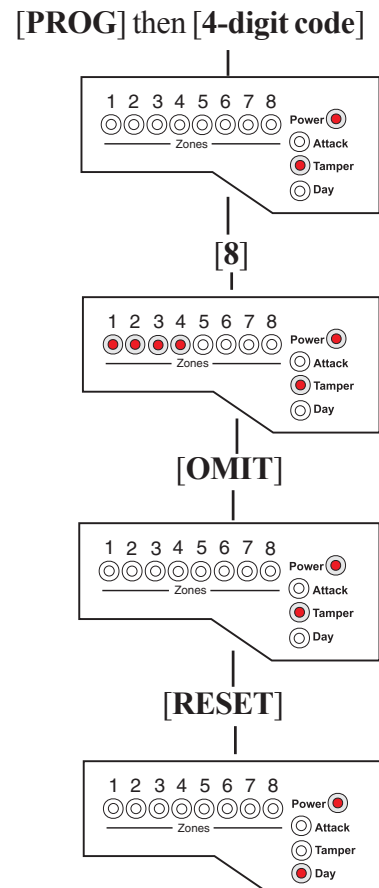 [PROG] then [4-digit code]
1 2 3 4 5 6 7 8
Power
Attack
Zones
Tamper
Day
[8]
1 2 3 4 5 6 7 8
Power
Attack
Zones
Tamper
Day
[OMIT]
1 2 3 4 5 6 7 8
Power
Attack
Zones
Tamper
Day
[RESET]
1 2 3 4 5 6 7 8
Power
Attack
Zones
Tamper
Day